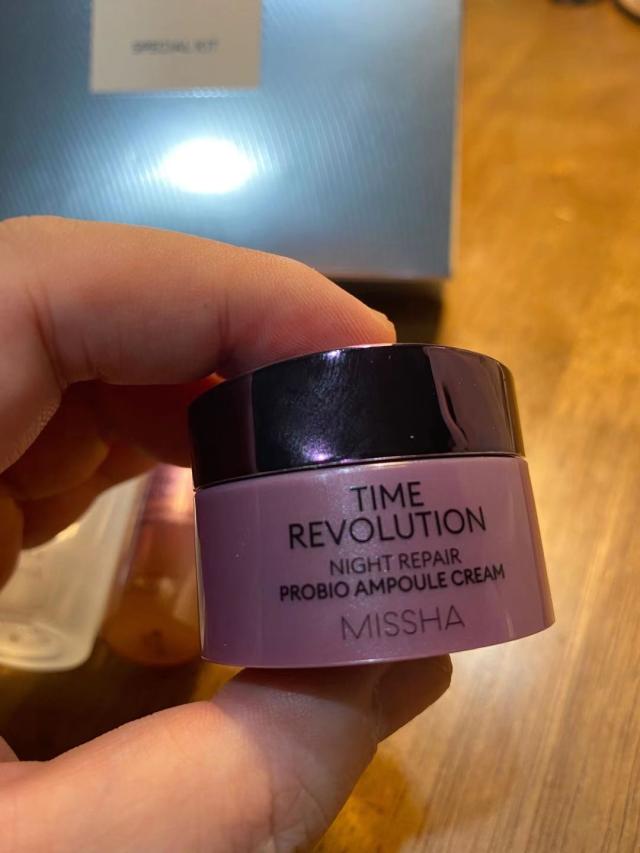 SPECIAL KIT
TIME
REVOLUTION
NIGHT REPAIR
PROBIO AMPOULE CREAM
MISSHA